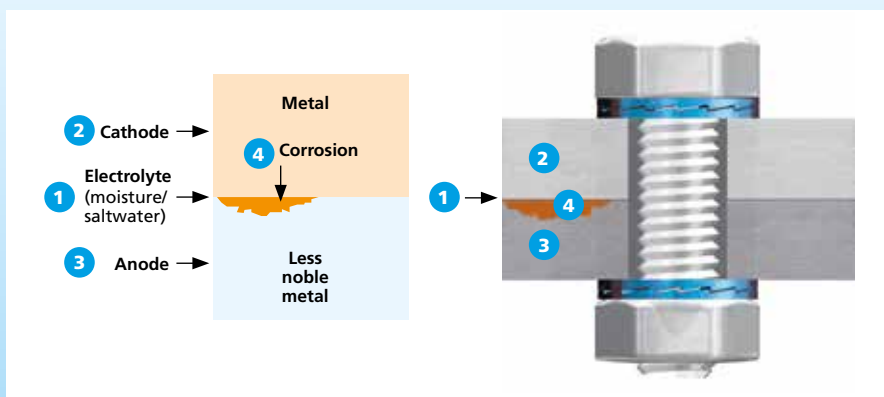 Metal
2 Cathode
4 Corrosion
Electrolyte
1 (moisture/
saltwater)
3 Anode
Less
noble
metal
2
1
4
3